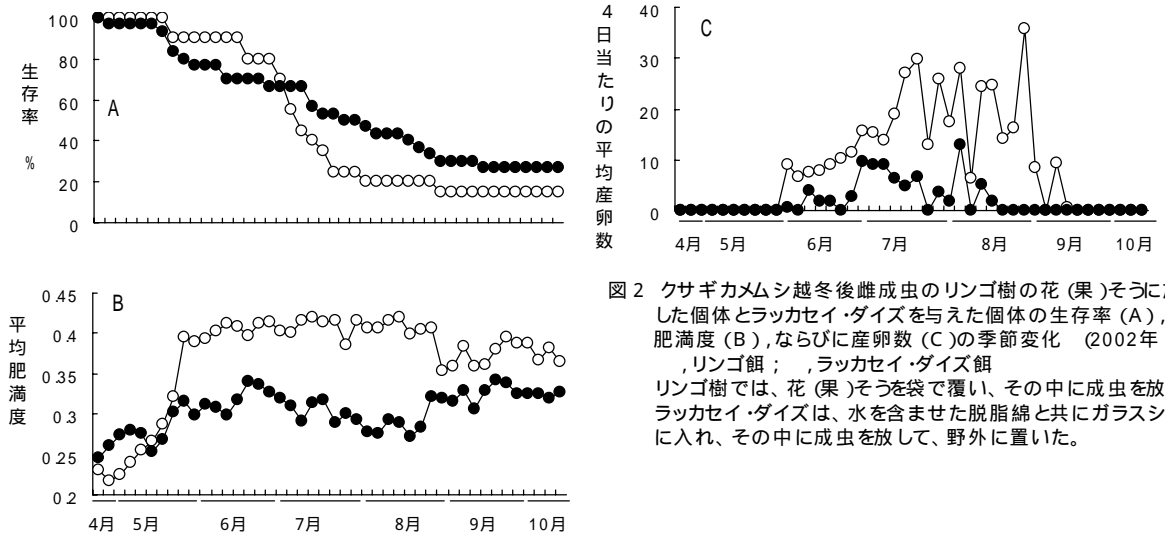 100
80
60
40
20
0
生存率 %
A
0.45
0.4
0.35
0.3
0.25
0.2
平均肥満度
B
4月 5月 6月 7月 8月 9月 10月
40
30
20
10
0
4日当たりの平均産卵数
C
4月 5月 6月 7月 8月 9月 10月
図2 クサギカメムシ越冬後雌成虫のリンゴ樹の花(果)そうに
した個体とラッカセイ・ダイズを与えた個体の生存率(A),
肥満度(B),ならびに産卵数(C)の季節変化 (2002年
,リンゴ餌; ,ラッカセイ・ダイズ餌
リンゴ樹では、花(果)そうを袋で覆い、その中に成虫を放
ラッカセイ・ダイズは、水を含ませた脱脂綿と共にガラスシ
に入れ、その中に成虫を放して、野外に置いた。